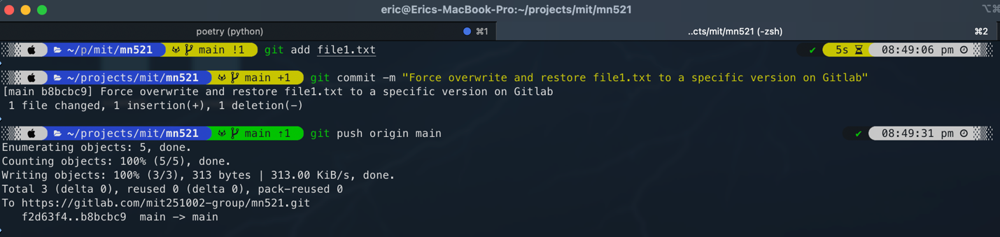 eric@Erics-MacBook-Pro:~/projects/mit/mn521
poetry (python) ⌘1 ..cts/mit/mn521 (-zsh) ⌘2
~/p/mit/mn521 main !1 git add file1.txt ✔ 5s 08:49:06 pm
~/projects/mit/mn521 main +1 git commit -m "Force overwrite and restore file1.txt to a specific version on Gitlab"
[main b8bcbc9] Force overwrite and restore file1.txt to a specific version on Gitlab
1 file changed, 1 insertion(+), 1 deletion(-)
~/projects/mit/mn521 main ⇡1 git push origin main ✔ 08:49:31 pm
Enumerating objects: 5, done.
Counting objects: 100% (5/5), done.
Writing objects: 100% (3/3), 313 bytes | 313.00 KiB/s, done.
Total 3 (delta 0), reused 0 (delta 0), pack-reused 0
To https://gitlab.com/mit251002-group/mn521.git
f2d63f4..b8bcbc9 main -> main